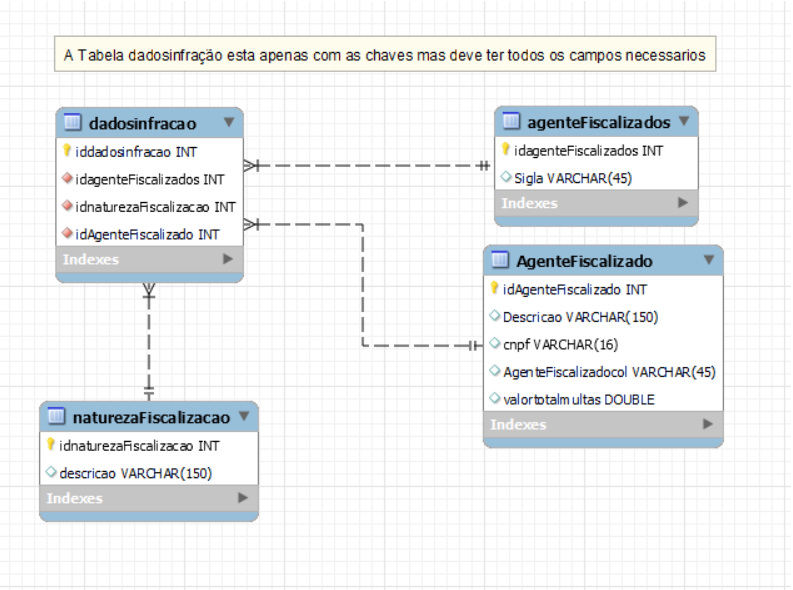 A Tabela dadosinfração esta apenas com as chaves mas deve ter todos os campos necessarios
dadosinfracao
iddadosinfracao INT
idagenteFiscalizados INT
idnaturezaFiscalizacao INT
idAgenteFiscalizado INT
Indexes
agenteFiscalizados
idagenteFiscalizados INT
Sigla VARCHAR(45)
Indexes
AgenteFiscalizado
idAgenteFiscalizado INT
Descricao VARCHAR(150)
cnpf VARCHAR(16)
AgenteFiscalizadocol VARCHAR(45)
valortotalmultas DOUBLE
Indexes
naturezaFiscalizacao
idnaturezaFiscalizacao INT
descricao VARCHAR(150)
Indexes